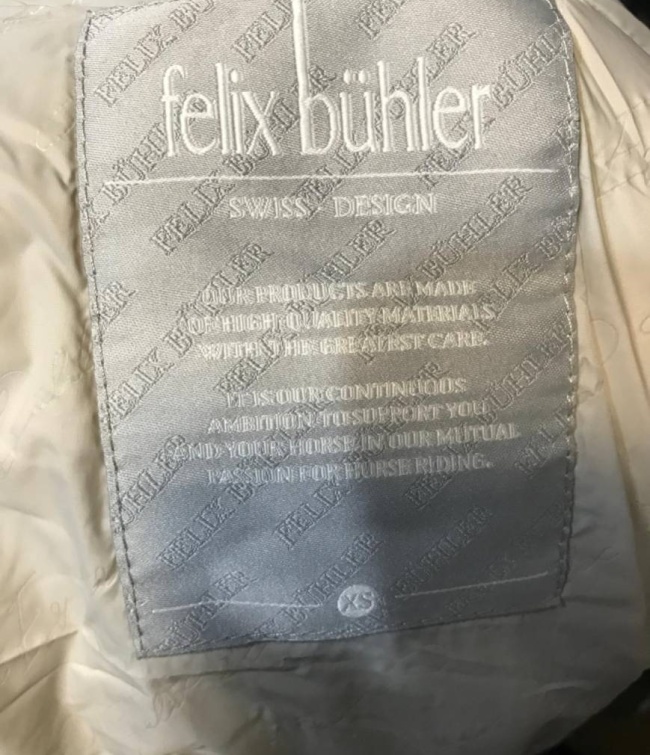 felix bühler
SWISS DESIGN
OUR PRODUCTS ARE MADE
OF HIGH-QUALITY MATERIALS
WITH THE GREATEST CARE.
IT IS OUR CONTINUOUS
AMBITION TO SUPPORT YOU
AND YOUR HORSE IN OUR MUTUAL
PASSION FOR HORSE RIDING.
XS